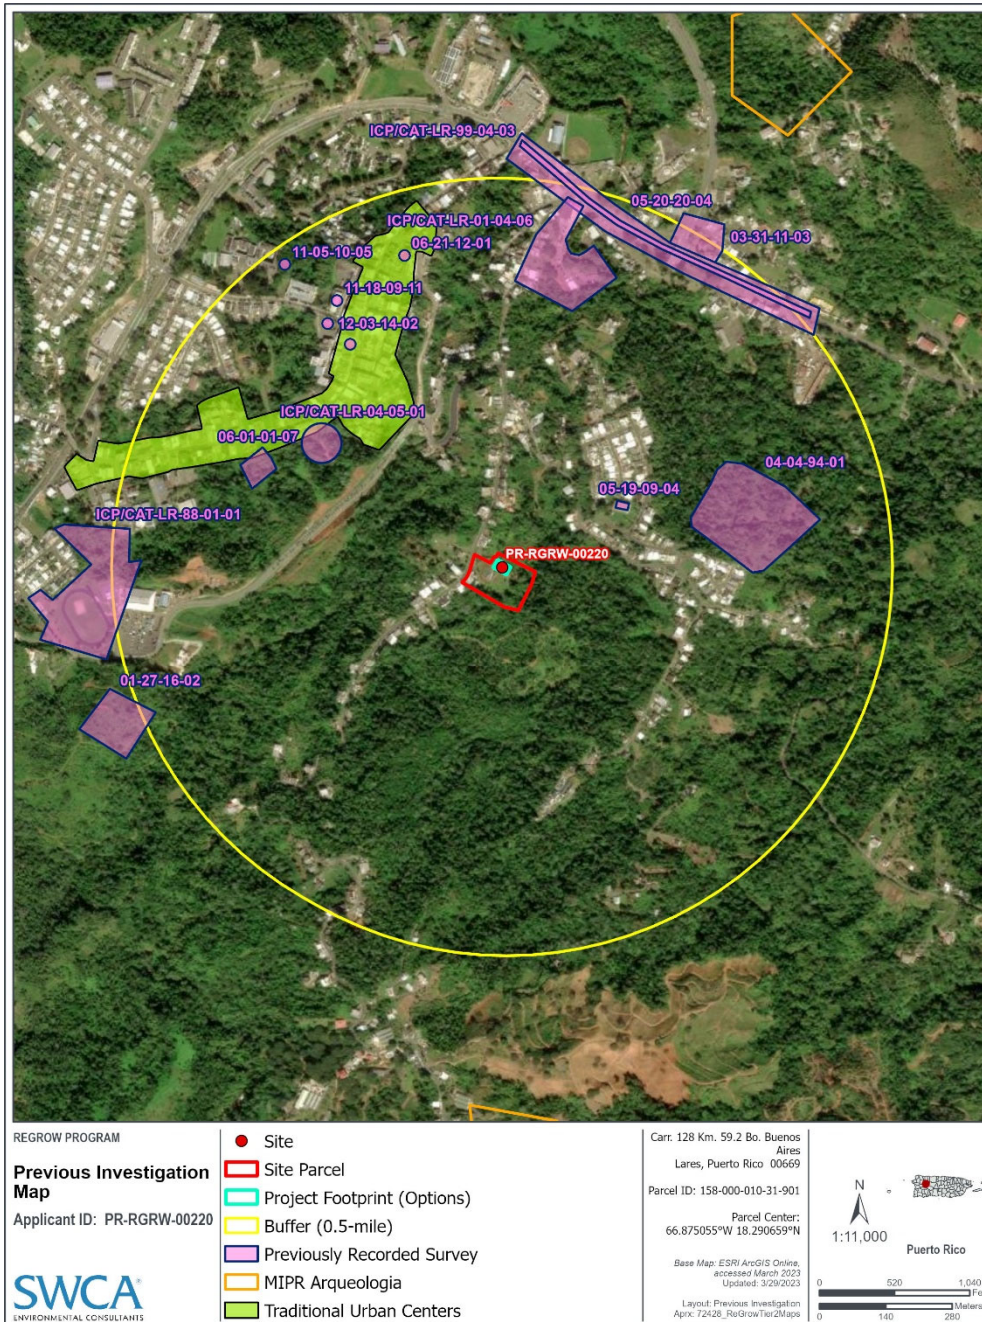 ICP/CAT-LR-99-04-03
05-20-20-04
ICP/CAT-LR-01-04-06
03-31-11-03
06-21-12-01
11-05-10-05
11-18-09-11
12-03-14-02
ICP/CAT-LR-04-05-01
06-01-01-07
04-04-94-01
05-19-09-04
ICP/CAT-LR-88-01-01
PR-RGRW-00220
01-27-16-02
REGROW PROGRAM
Previous Investigation
Map
Applicant ID: PR-RGRW-00220
SWCA®
ENVIRONMENTAL CONSULTANTS
Site
Site Parcel
Project Footprint (Options)
Buffer (0.5-mile)
Previously Recorded Survey
MIPR Arqueologia
Traditional Urban Centers
Carr. 128 Km. 59.2 Bo. Buenos
Aires
Lares, Puerto Rico 00669
Parcel ID: 158-000-010-31-901
Parcel Center:
66.875055°W 18.290659°N
Base Map: ESRI ArcGIS Online,
accessed March 2023
Updated: 3/29/2023
Layout: Previous Investigation
Aprx: 72428_ReGrowTier2Maps
N
1:11,000
Puerto Rico
0 520 1,040
Fe
Meters
0 140 280